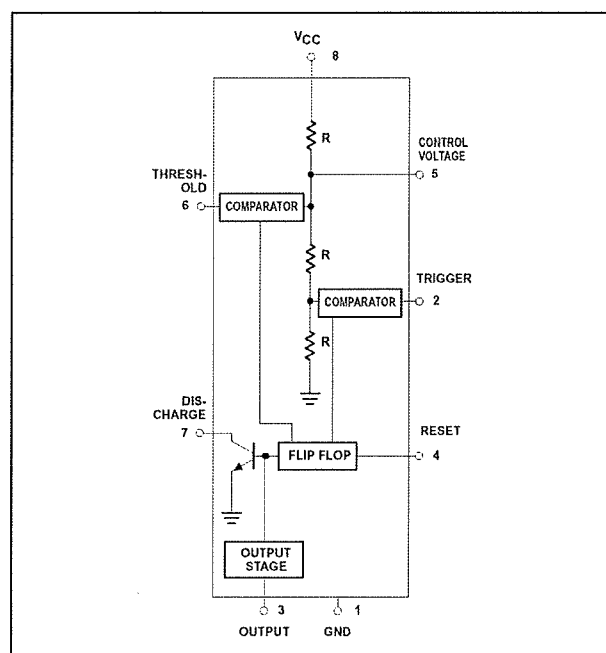 VCC
8
R
CONTROL
VOLTAGE
5
THRESH-
OLD
6
COMPARATOR
R
TRIGGER
COMPARATOR
2
R
DIS-
CHARGE
7
RESET
FLIP FLOP
4
OUTPUT
STAGE
3
1
OUTPUT
GND